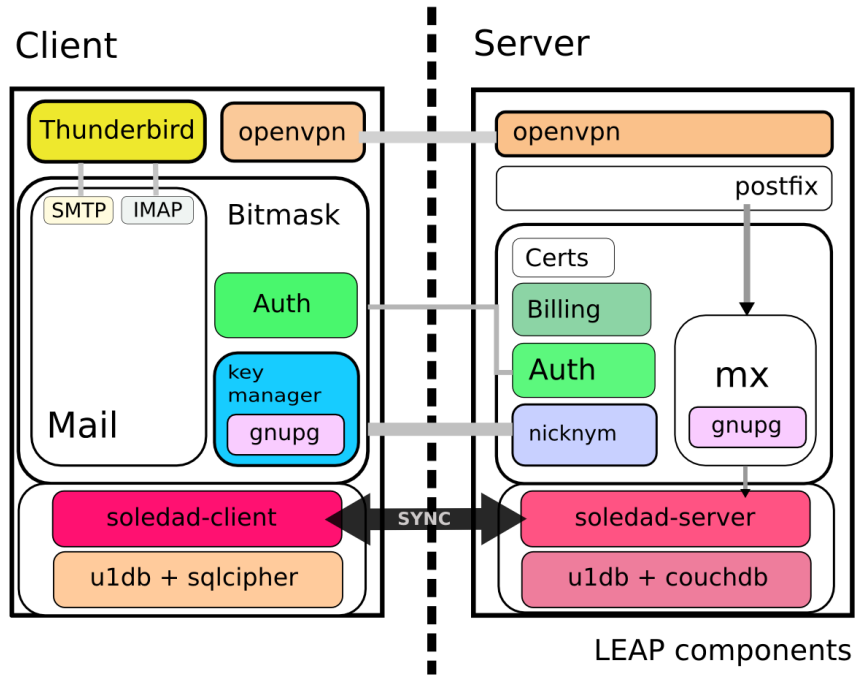 Client
Thunderbird
openvpn
SMTP
IMAP
Bitmask
Auth
key
manager
gnupg
Mail
soledad-client
u1db + sqlcipher
SYNC
Server
openvpn
postfix
Certs
Billing
Auth
nicknym
mx
gnupg
soledad-server
u1db + couchdb
LEAP components